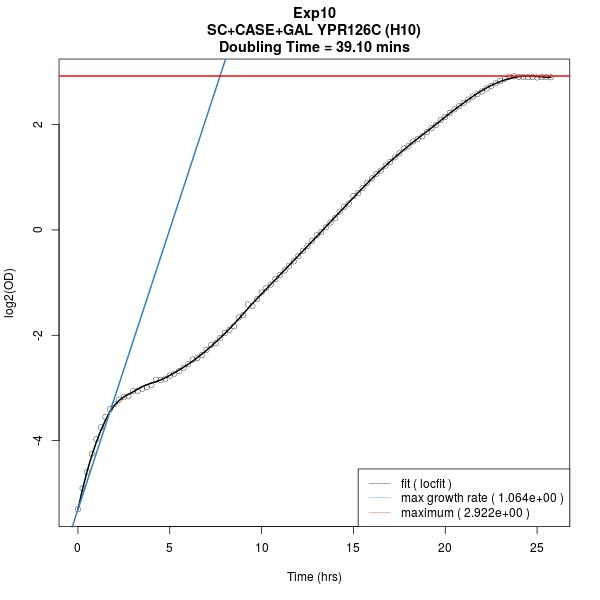 Exp10
SC+CASE+GAL YPR126C (H10)
Doubling Time = 39.10 mins
log2(OD)
2
0
-2
-4
0 5 10 15 20 25
Time (hrs)
fit ( locfit )
max growth rate ( 1.064e+00 )
maximum ( 2.922e+00 )